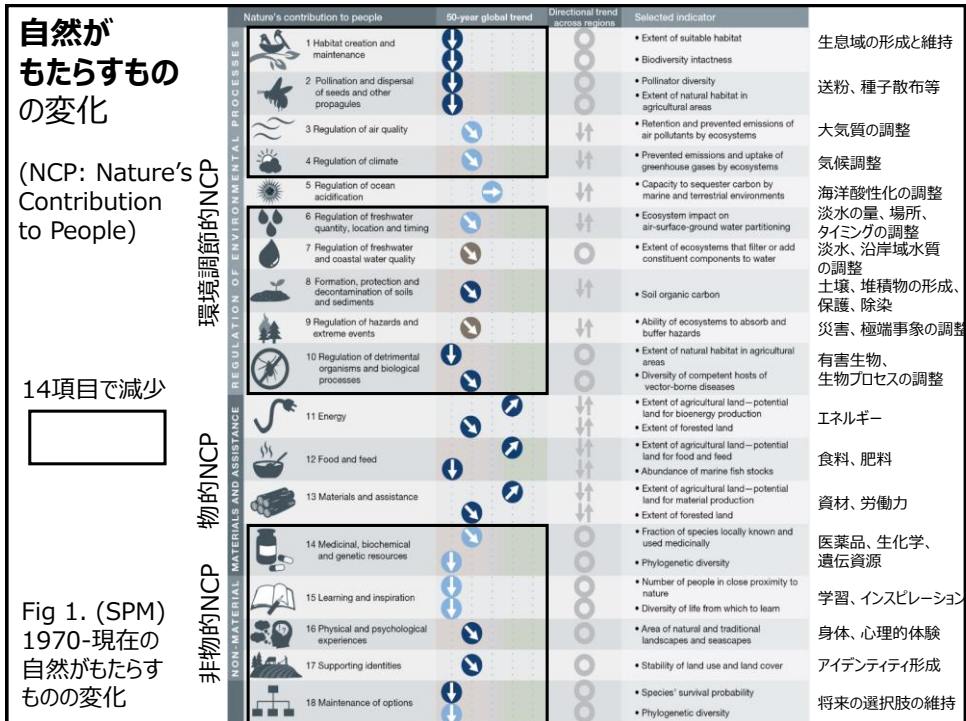 自然が
もたらすもの
の変化
(NCP: Nature's
Contribution
to People)
14項目で減少
Fig 1. (SPM)
1970-現在の
自然がもたらす
ものの変化
環境調節的NCP
物的NCP
非物的NCP
REGULATION OF ENVIRONMENTAL PROCESSES
MATERIALS AND ASSISTANCE
NON-MATERIAL
Nature's contribution to people
50-year global trend
Directional trend
across regions
Selected indicator
1 Habitat creation and
maintenance
• Extent of suitable habitat
• Biodiversity intactness
生息域の形成と維持
2 Pollination and dispersal
of seeds and other
propagules
• Pollinator diversity
• Extent of natural habitat in
agricultural areas
送粉、種子散布等
3 Regulation of air quality
• Retention and prevented emissions of
air pollutants by ecosystems
大気質の調整
4 Regulation of climate
• Prevented emissions and uptake of
greenhouse gases by ecosystems
気候調整
5 Regulation of ocean
acidification
• Capacity to sequester carbon by
marine and terrestrial environments
海洋酸性化の調整
6 Regulation of freshwater
quantity, location and timing
• Ecosystem impact on
air-surface-ground water partitioning
淡水の量、場所、
タイミングの調整
7 Regulation of freshwater
and coastal water quality
• Extent of ecosystems that filter or add
constituent components to water
淡水、沿岸域水質
の調整
8 Formation, protection and
decontamination of soils
and sediments
• Soil organic carbon
土壌、堆積物の形成、
保護、除染
9 Regulation of hazards and
extreme events
• Ability of ecosystems to absorb and
buffer hazards
災害、極端事象の調整
10 Regulation of detrimental
organisms and biological
processes
• Extent of natural habitat in agricultural
areas
• Diversity of competent hosts of
vector-borne diseases
有害生物、
生物プロセスの調整
11 Energy
• Extent of agricultural land—potential
land for bioenergy production
• Extent of forested land
エネルギー
12 Food and feed
• Extent of agricultural land—potential
land for food and feed
• Abundance of marine fish stocks
食料、肥料
13 Materials and assistance
• Extent of agricultural land—potential
land for material production
• Extent of forested land
資材、労働力
14 Medicinal, biochemical
and genetic resources
• Fraction of species locally known and
used medicinally
• Phylogenetic diversity
医薬品、生化学、
遺伝資源
15 Learning and inspiration
• Number of people in close proximity to
nature
• Diversity of life from which to learn
学習、インスピレーション
16 Physical and psychological
experiences
• Area of natural and traditional
landscapes and seascapes
身体、心理的体験
17 Supporting identities
• Stability of land use and land cover
アイデンティティ形成
18 Maintenance of options
• Species' survival probability
• Phylogenetic diversity
将来の選択肢の維持